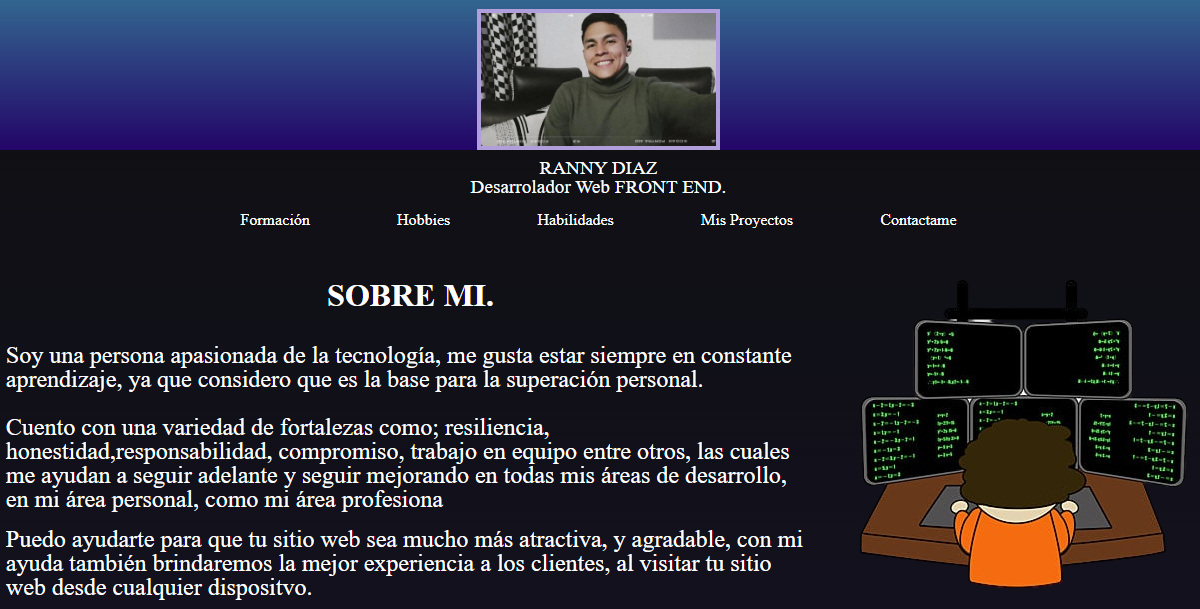 RANNY DIAZ
Desarrolador Web FRONT END.
Formación Hobbies Habilidades Mis Proyectos Contactame
SOBRE MI.
Soy una persona apasionada de la tecnología, me gusta estar siempre en constante
aprendizaje, ya que considero que es la base para la superación personal.
Cuento con una variedad de fortalezas como; resiliencia,
honestidad,responsabilidad, compromiso, trabajo en equipo entre otros, las cuales
me ayudan a seguir adelante y seguir mejorando en todas mis áreas de desarrollo,
en mi área personal, como mi área profesiona
Puedo ayudarte para que tu sitio web sea mucho más atractiva, y agradable, con mi
ayuda también brindaremos la mejor experiencia a los clientes, al visitar tu sitio
web desde cualquier dispositvo.